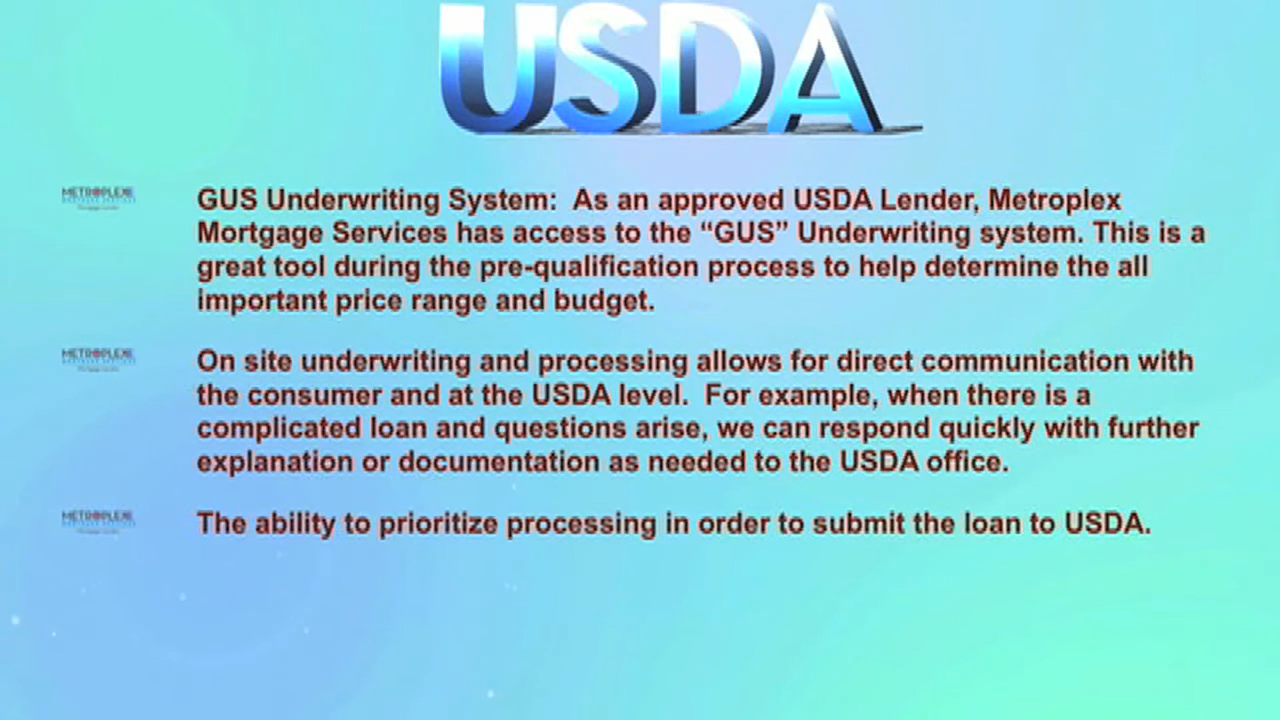 USDA
METROPLEX
GUS Underwriting System:  As an approved USDA Lender, Metroplex
Mortgage Services has access to the “GUS” Underwriting system. This is a
great tool during the pre-qualification process to help determine the all
important price range and budget.
METROPLEX
On site underwriting and processing allows for direct communication with
the consumer and at the USDA level.  For example, when there is a
complicated loan and questions arise, we can respond quickly with further
explanation or documentation as needed to the USDA office.
METROPLEX
The ability to prioritize processing in order to submit the loan to USDA.